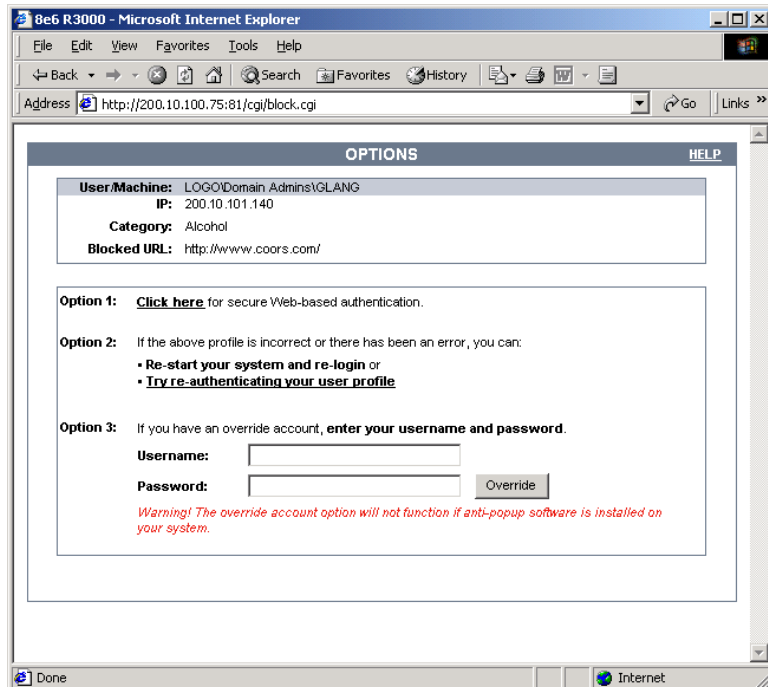 8e6 R3000 - Microsoft Internet Explorer
File Edit View Favorites Tools Help
Back Search Favorites History
Address http://200.10.100.75:81/cgi/block.cgi Go Links »
OPTIONS HELP
User/Machine: LOGO\Domain Admins\GLANG
IP: 200.10.101.140
Category: Alcohol
Blocked URL: http://www.coors.com/
Option 1: Click here for secure Web-based authentication.
Option 2: If the above profile is incorrect or there has been an error, you can:
▪ Re-start your system and re-login or
▪ Try re-authenticating your user profile
Option 3: If you have an override account, enter your username and password.
Username:
Password: Override
Warning! The override account option will not function if anti-popup software is installed on
your system.
Done Internet